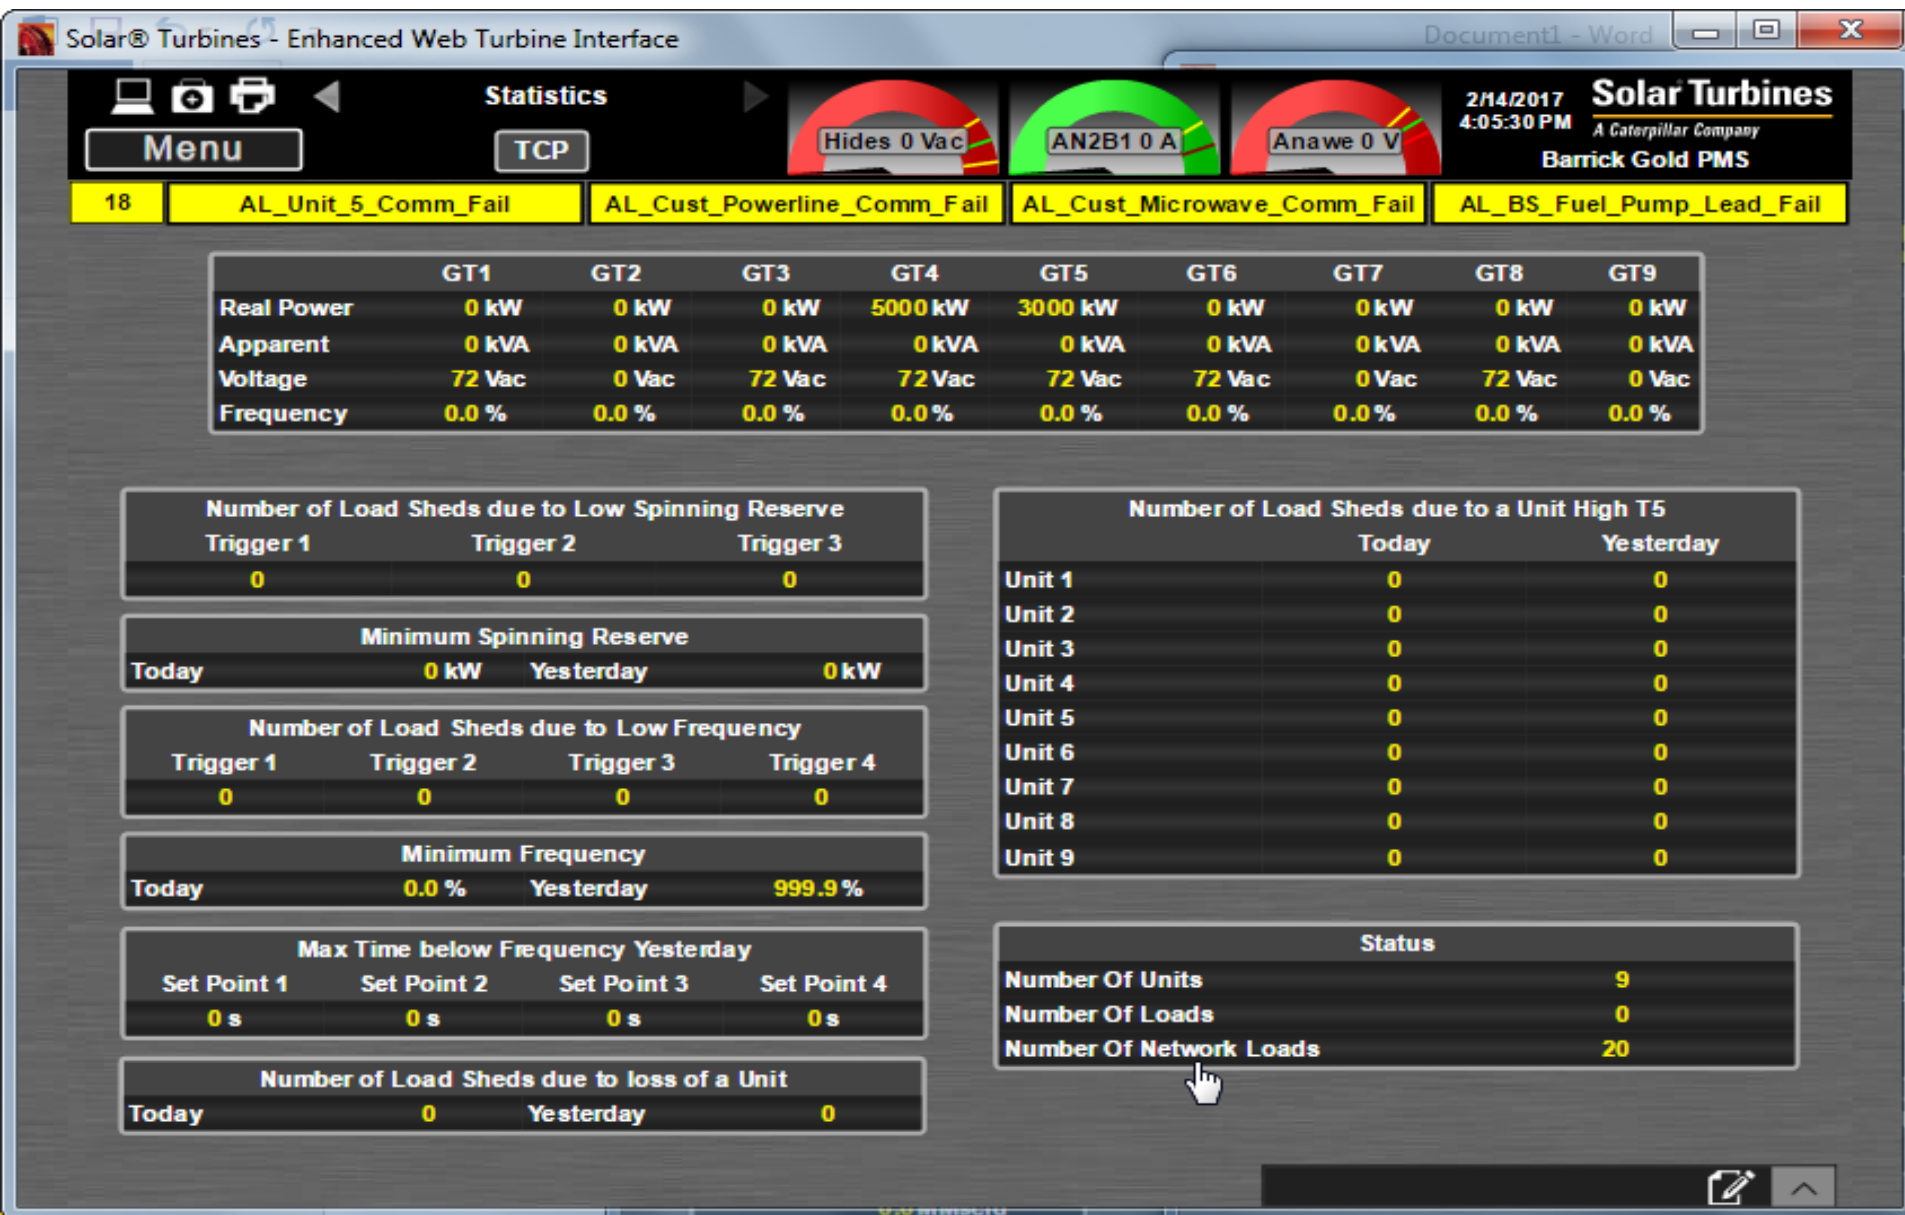 Solar® Turbines - Enhanced Web Turbine Interface
Document1 - Word
Statistics
Menu
TCP
Hides 0 Vac
AN2B1 0 A
Anawe 0 V
2/14/2017
4:05:30 PM
Solar Turbines
A Caterpillar Company
Barrick Gold PMS
18 AL_Unit_5_Comm_Fail AL_Cust_Powerline_Comm_Fail AL_Cust_Microwave_Comm_Fail AL_BS_Fuel_Pump_Lead_Fail
GT1 GT2 GT3 GT4 GT5 GT6 GT7 GT8 GT9
Real Power 0 kW 0 kW 0 kW 5000 kW 3000 kW 0 kW 0 kW 0 kW 0 kW
Apparent 0 kVA 0 kVA 0 kVA 0 kVA 0 kVA 0 kVA 0 kVA 0 kVA 0 kVA
Voltage 72 Vac 0 Vac 72 Vac 72 Vac 72 Vac 72 Vac 0 Vac 72 Vac 0 Vac
Frequency 0.0 % 0.0 % 0.0 % 0.0 % 0.0 % 0.0 % 0.0 % 0.0 % 0.0 %
Number of Load Sheds due to Low Spinning Reserve
Trigger 1 Trigger 2 Trigger 3
0 0 0
Minimum Spinning Reserve
Today 0 kW Yesterday 0 kW
Number of Load Sheds due to Low Frequency
Trigger 1 Trigger 2 Trigger 3 Trigger 4
0 0 0 0
Minimum Frequency
Today 0.0 % Yesterday 999.9 %
Max Time below Frequency Yesterday
Set Point 1 Set Point 2 Set Point 3 Set Point 4
0 s 0 s 0 s 0 s
Number of Load Sheds due to loss of a Unit
Today 0 Yesterday 0
Number of Load Sheds due to a Unit High T5
Today Yesterday
Unit 1 0 0
Unit 2 0 0
Unit 3 0 0
Unit 4 0 0
Unit 5 0 0
Unit 6 0 0
Unit 7 0 0
Unit 8 0 0
Unit 9 0 0
Status
Number Of Units 9
Number Of Loads 0
Number Of Network Loads 20